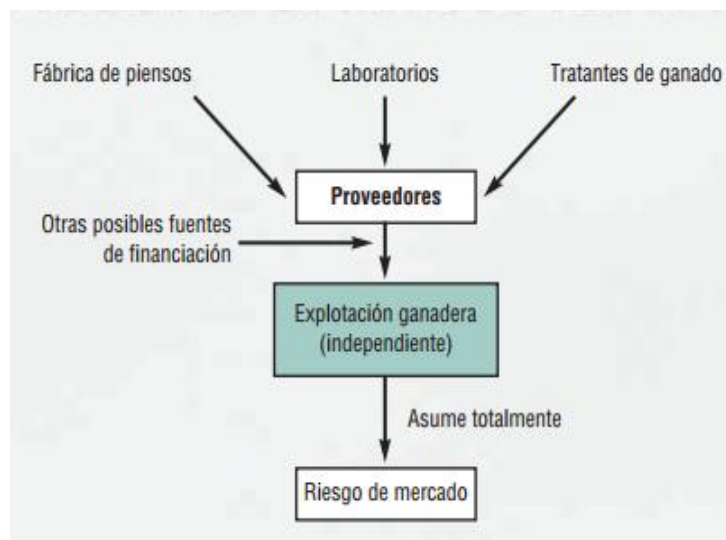 Fábrica de piensos
Laboratorios
Tratantes de ganado
Proveedores
Otras posibles fuentes
de financiación
Explotación ganadera
(independiente)
Asume totalmente
Riesgo de mercado